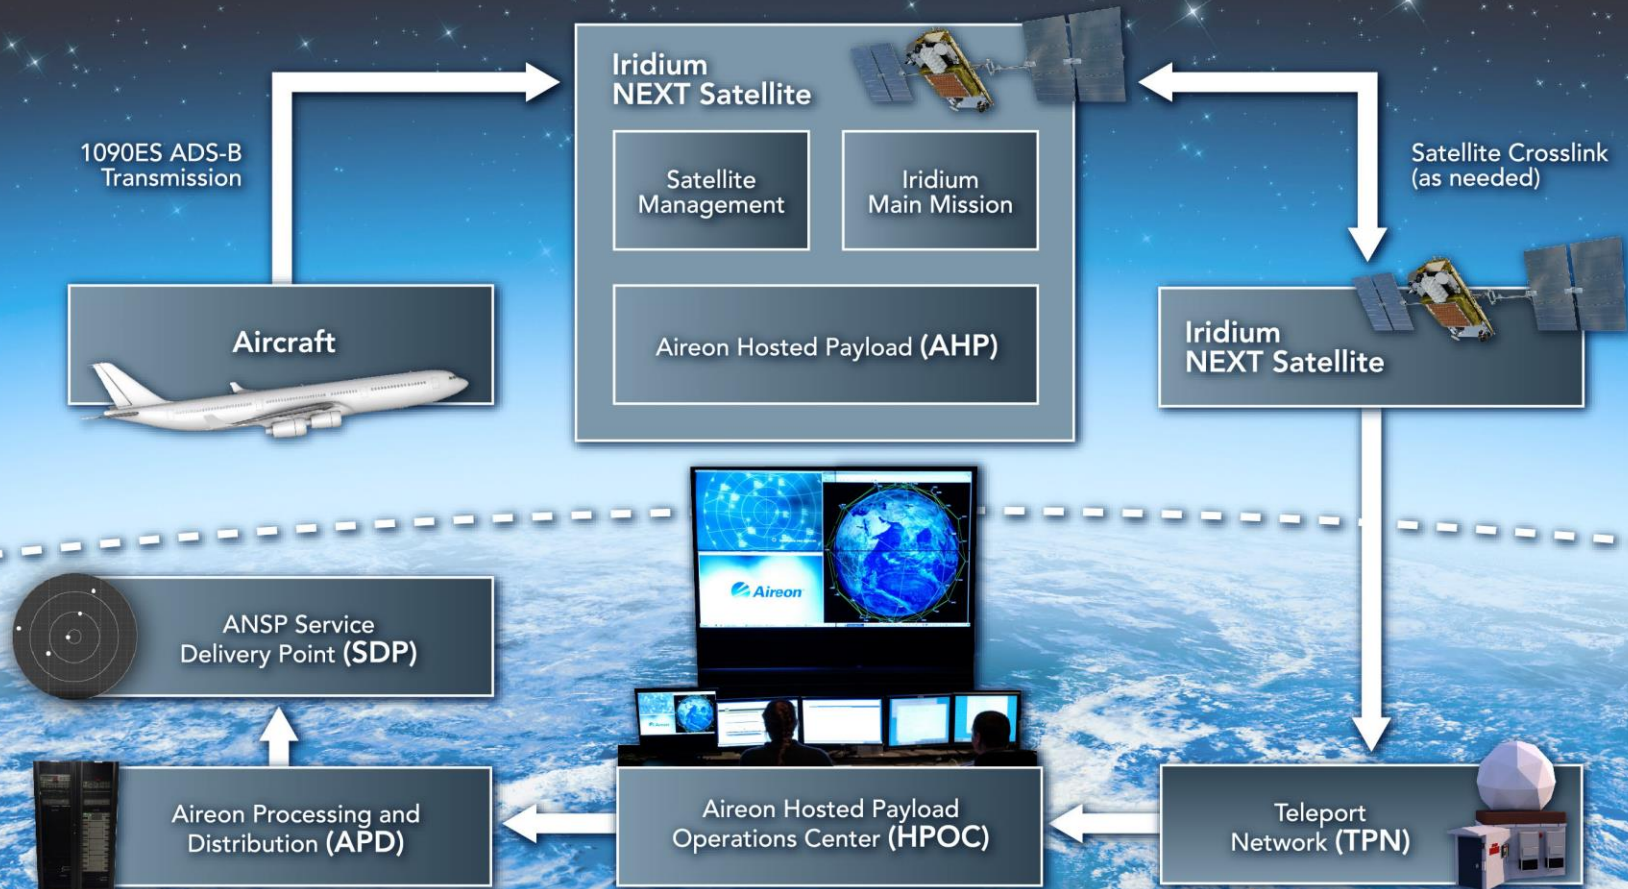 Iridium
NEXT Satellite
1090ES ADS-B
Transmission
Satellite
Management
Iridium
Main Mission
Satellite Crosslink
(as needed)
Aircraft
Aireon Hosted Payload (AHP)
Iridium
NEXT Satellite
Aireon
ANSP Service
Delivery Point (SDP)
Aireon Processing and
Distribution (APD)
Aireon Hosted Payload
Operations Center (HPOC)
Teleport
Network (TPN)